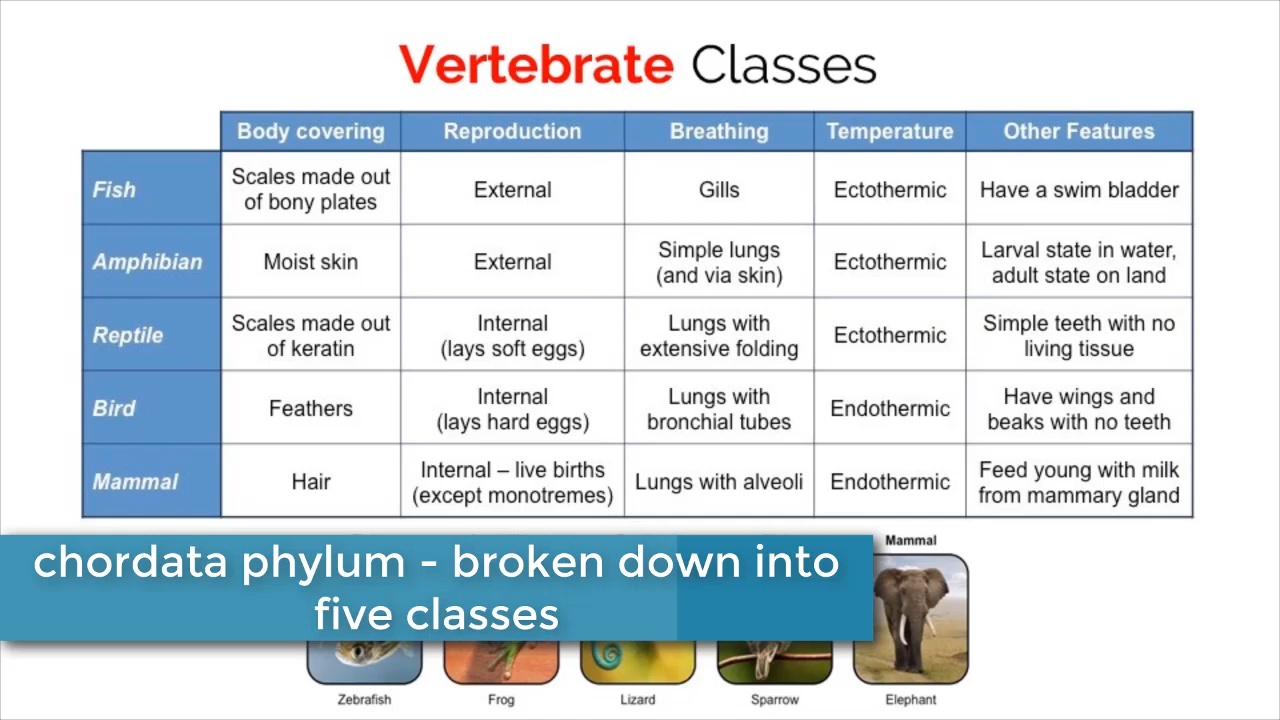 Vertebrate Classes
Body covering Reproduction Breathing Temperature Other Features
Fish
Scales made out
of bony plates
External
Gills
Ectothermic
Have a swim bladder
Amphibian
Moist skin
External
Simple lungs
(and via skin)
Ectothermic
Larval state in water,
adult state on land
Reptile
Scales made out
of keratin
Internal
(lays soft eggs)
Lungs with
extensive folding
Ectothermic
Simple teeth with no
living tissue
Bird
Feathers
Internal
(lays hard eggs)
Lungs with
bronchial tubes
Endothermic
Have wings and
beaks with no teeth
Mammal
Hair
Internal – live births
(except monotremes)
Lungs with alveoli
Endothermic
Feed young with milk
from mammary gland
chordata phylum - broken down into
five classes
Mammal
Zebrafish Frog Lizard Sparrow Elephant